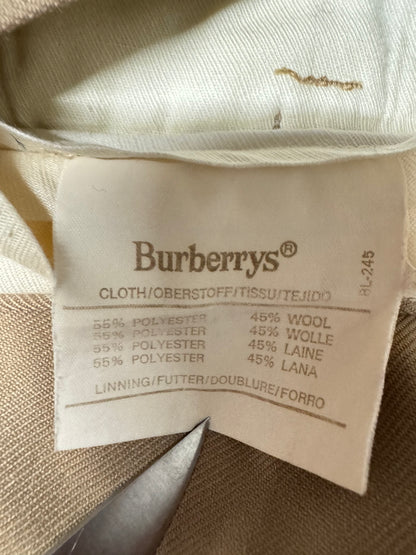 Burberrys®
CLOTH/OBERSTOFF/TISSU/TEJIDO
55% POLYESTER 45% WOOL
55% POLYESTER 45% WOLLE
55% POLYESTER 45% LAINE
55% POLYESTER 45% LANA
LINNING/FUTTER/DOUBLURE/FORRO
BL-245